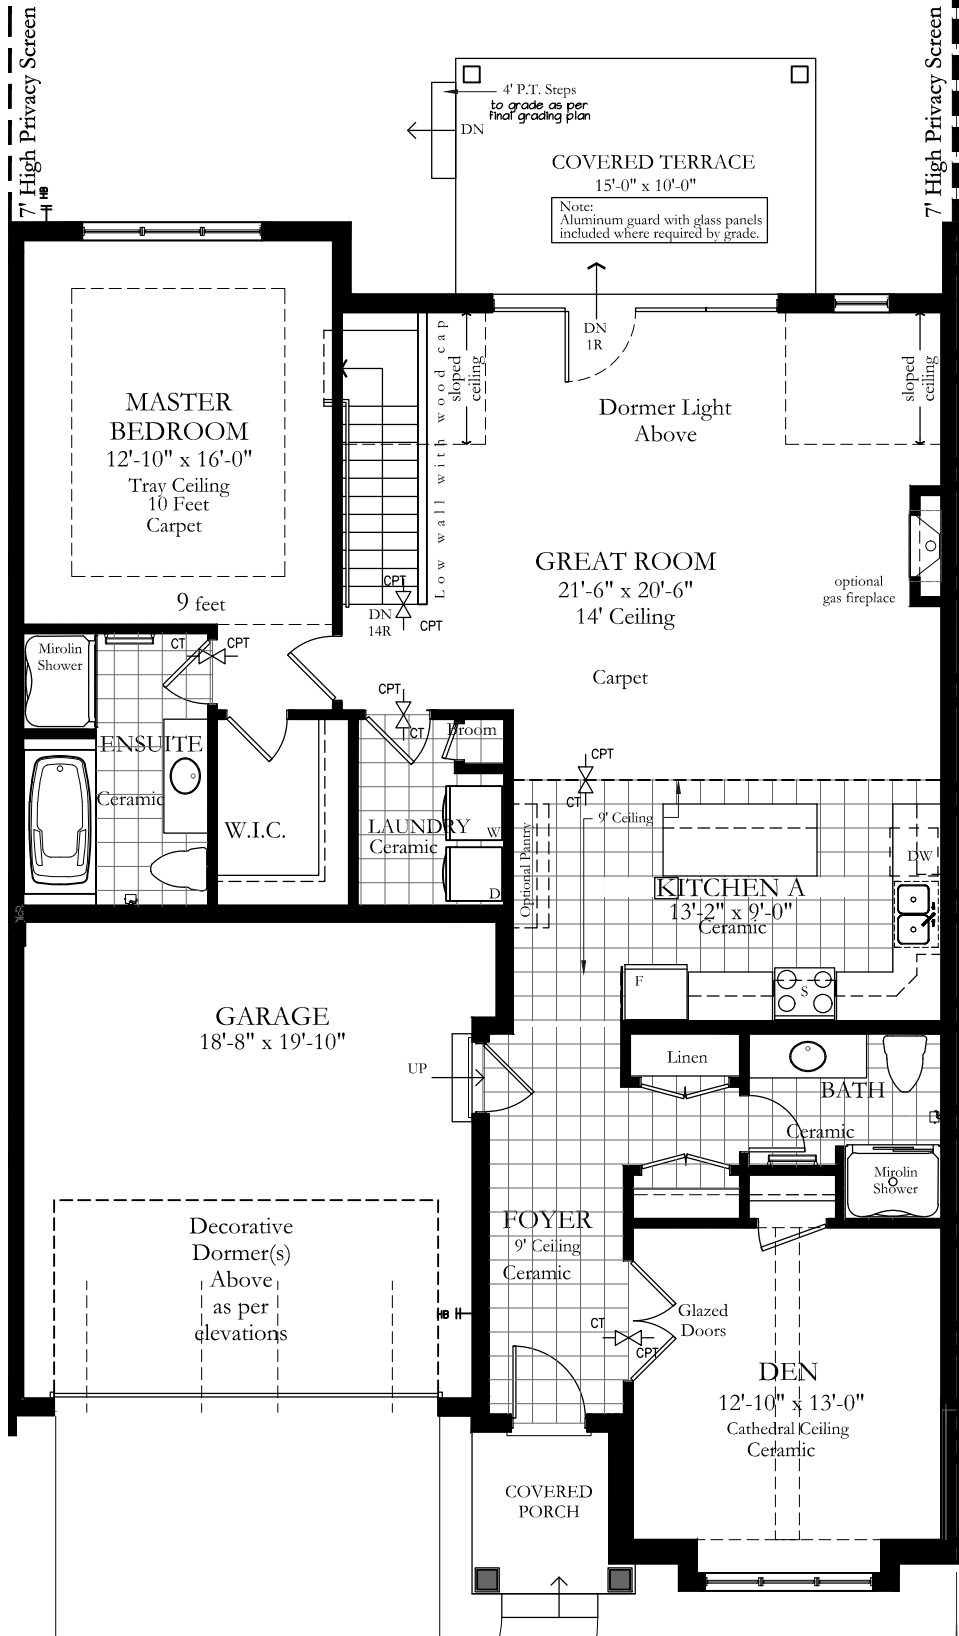 7' High Privacy Screen
7' High Privacy Screen
HB
4' P.T. Steps
to grade as per
final grading plan
DN
COVERED TERRACE
15'-0" x 10'-0"
Note:
Aluminum guard with glass panels
included where required by grade.
DN
1R
sloped
ceiling
sloped
ceiling
Low wall with wood cap
Dormer Light
Above
MASTER
BEDROOM
12'-10" x 16'-0"
Tray Ceiling
10 Feet
Carpet
9 feet
GREAT ROOM
21'-6" x 20'-6"
14' Ceiling
Carpet
optional
gas fireplace
CPT
CPT
DN
14R
Mirolin
Shower
CT
CPT
CPT
CT
Broom
ENSUITE
Ceramic
W.I.C.
LAUNDRY
Ceramic
W
D
CPT
CT
9' Ceiling
Optional Pantry
DW
KITCHEN A
13'-2" x 9'-0"
Ceramic
F
S
GARAGE
18'-8" x 19'-10"
UP
Linen
BATH
Ceramic
Mirolin
Shower
Decorative
Dormer(s)
Above
as per
elevations
HB
FOYER
9' Ceiling
Ceramic
CT
CPT
Glazed
Doors
DEN
12'-10" x 13'-0"
Cathedral Ceiling
Ceramic
COVERED
PORCH